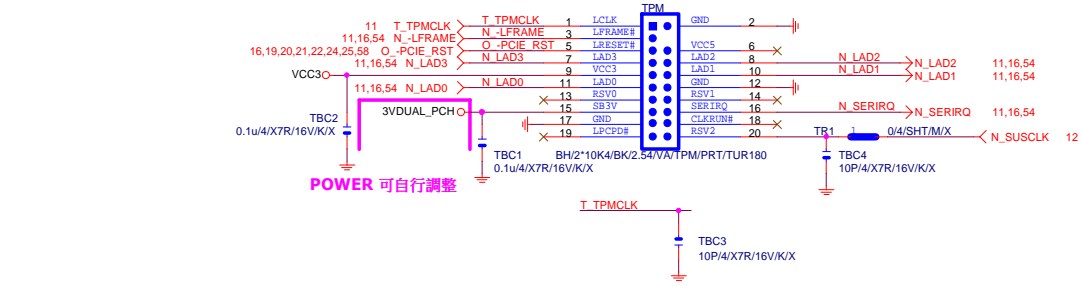 TPM
11 T_TPMCLK T_TPMCLK 1 LCLK GND 2
11,16,54 N_-LFRAME N_-LFRAME 3 LFRAME#
16,19,20,21,22,24,25,58 O_-PCIE_RST O_-PCIE_RST 5 LRESET# VCC5 6
11,16,54 N_LAD3 N_LAD3 7 LAD3 LAD2 8 N_LAD2 N_LAD2 11,16,54
VCC3 9 VCC3 LAD1 10 N_LAD1 N_LAD1 11,16,54
11,16,54 N_LAD0 N_LAD0 11 LAD0 GND 12
13 RSV0 RSV1 14
3VDUAL_PCH 15 SB3V SERIRQ 16 N_SERIRQ N_SERIRQ 11,16,54
17 GND CLKRUN# 18
19 LPCPD# RSV2 20 TR1 1 0/4/SHT/M/X N_SUSCLK 12
TBC2
0.1u/4/X7R/16V/K/X
TBC1
0.1u/4/X7R/16V/K/X
BH/2*10K4/BK/2.54/VA/TPM/PRT/TUR180
TBC4
10P/4/X7R/16V/K/X
POWER 可自行調整
T_TPMCLK
TBC3
10P/4/X7R/16V/K/X